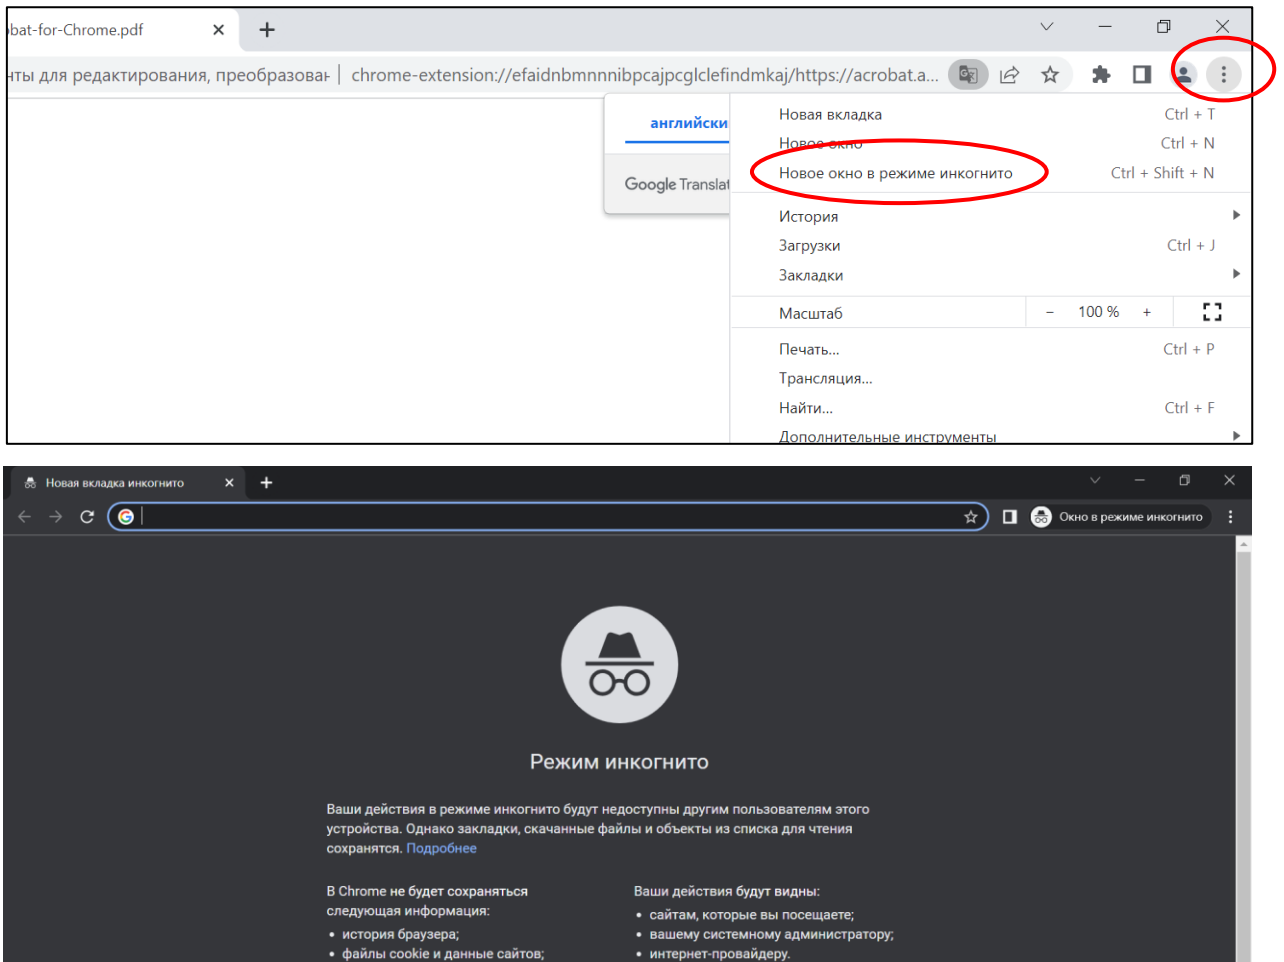 bat-for-Chrome.pdf
нты для редактирования, преобразован | chrome-extension://efaidnbmnnnibpcajpcglclefindmkaj/https://acrobat.a...
английски
Google Translat
Новая вкладка Ctrl + T
Новое окно Ctrl + N
Новое окно в режиме инкогнито Ctrl + Shift + N
История
Загрузки Ctrl + J
Закладки
Масштаб – 100 % +
Печать... Ctrl + P
Трансляция...
Найти... Ctrl + F
Дополнительные инструменты
Новая вкладка инкогнито
Окно в режиме инкогнито
Режим инкогнито
Ваши действия в режиме инкогнито будут недоступны другим пользователям этого
устройства. Однако закладки, скачанные файлы и объекты из списка для чтения
сохранятся. Подробнее
В Chrome не будет сохраняться
следующая информация:
• история браузера;
• файлы cookie и данные сайтов;
Ваши действия будут видны:
• сайтам, которые вы посещаете;
• вашему системному администратору;
• интернет-провайдеру.